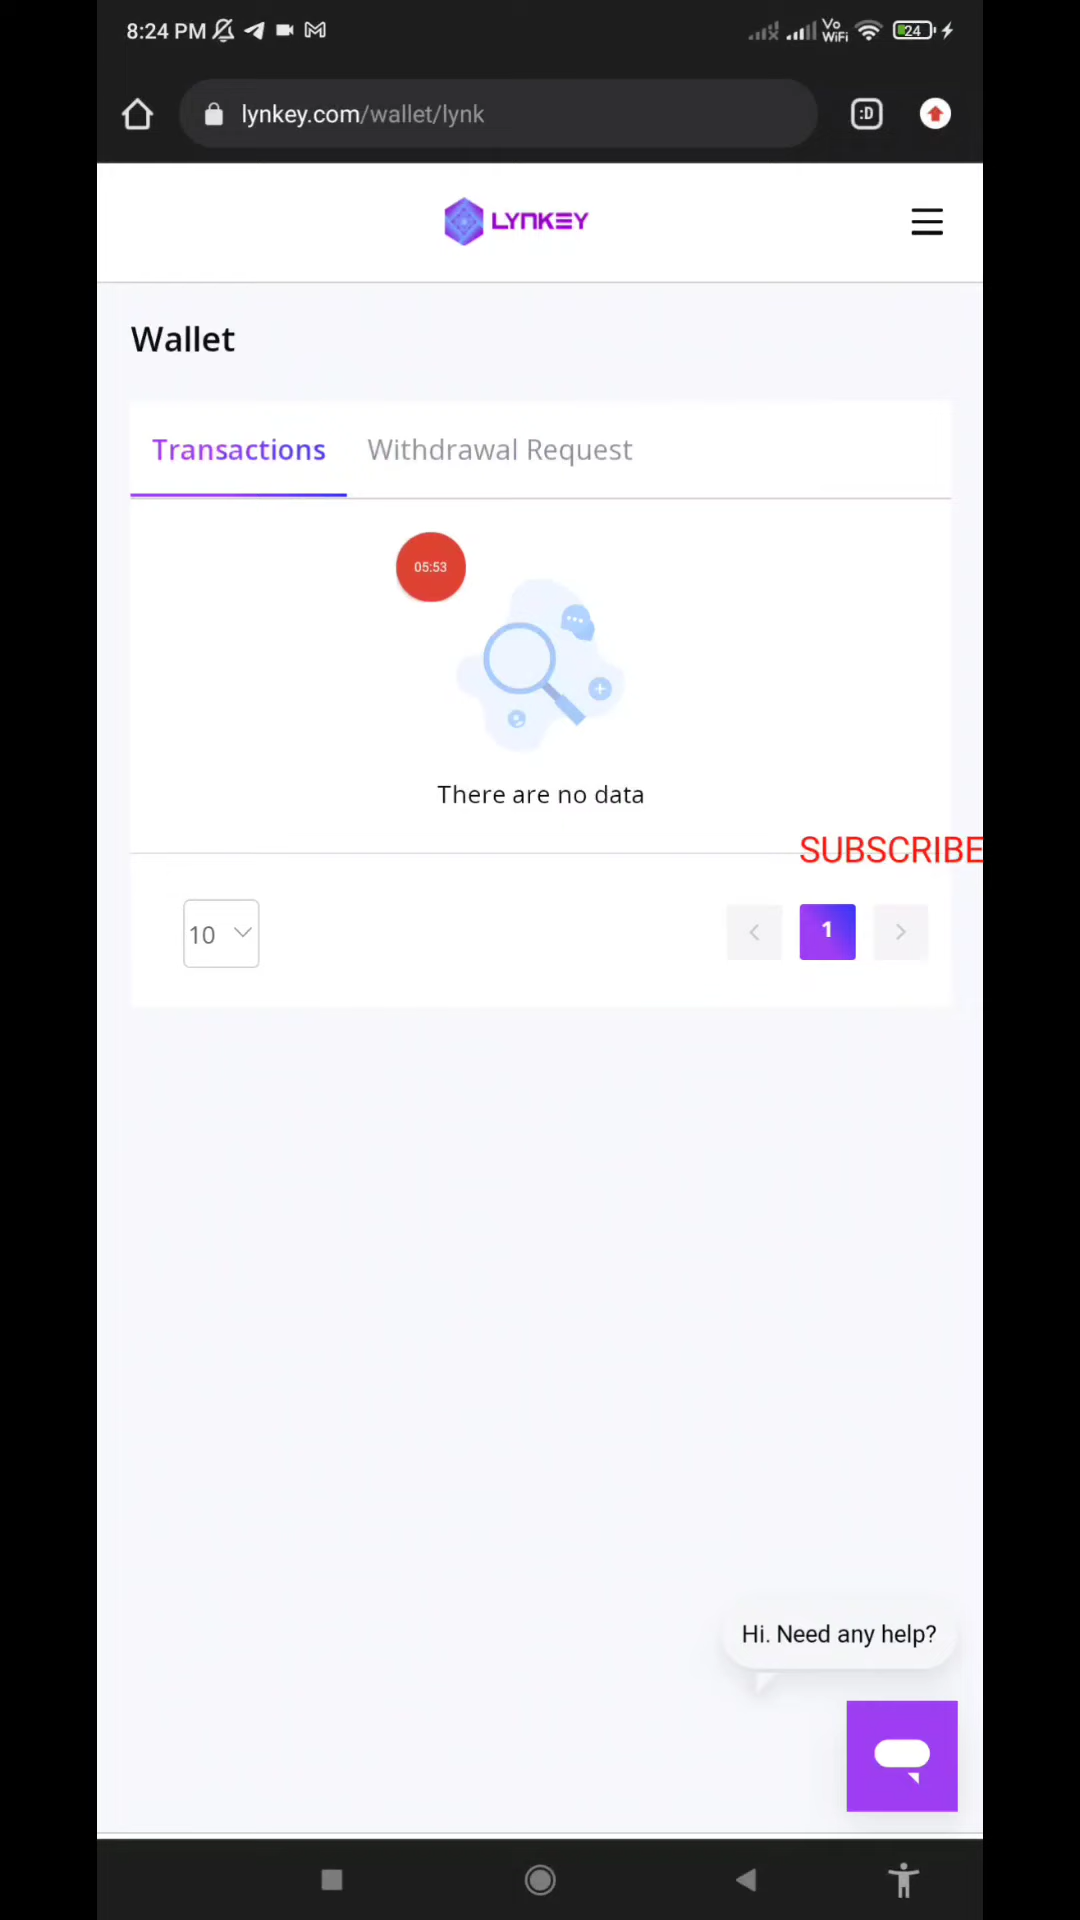 8:24 PM
Vo
WiFi
24
lynkey.com/wallet/lynk
:D
LYNKEY
Wallet
Transactions
Withdrawal Request
05:53
There are no data
SUBSCRIBE
10
1
Hi. Need any help?